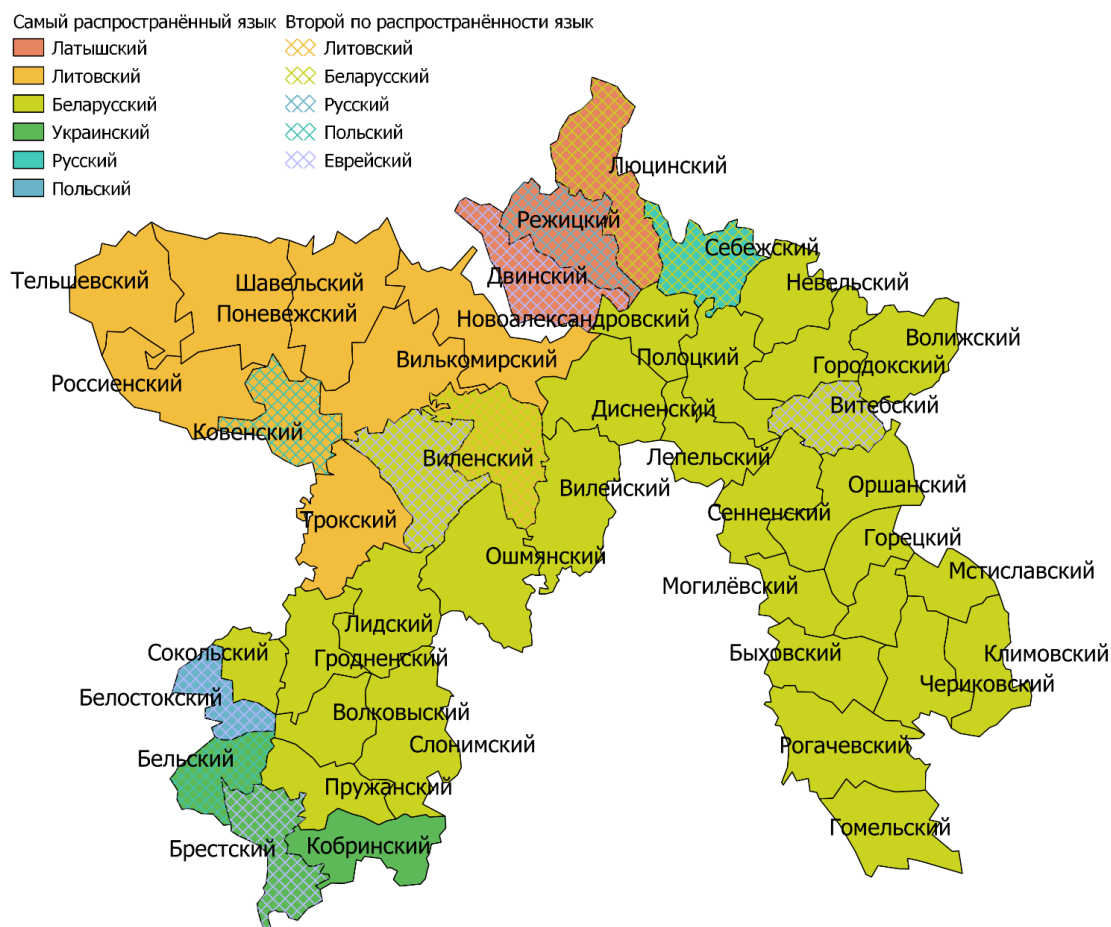 Самый распространённый язык
Латышский
Литовский
Беларусский
Украинский
Русский
Польский
Второй по распространённости язык
Литовский
Беларусский
Русский
Польский
Еврейский
Люцинский
Режицкий
Себежский
Двинский
Тельшевский
Шавельский
Невельский
Поневежский
Новоалександровский
Волижский
Вилькомирский
Полоцкий
Городокский
Россиенский
Дисненский
Витебский
Ковенский
Виленский
Лепельский
Вилейский
Оршанский
Трокский
Сенненский
Горецкий
Ошмянский
Могилёвский
Мстиславский
Лидский
Сокольский
Гродненский
Быховский
Климовский
Белостокский
Чериковский
Волковыский
Слонимский
Рогачевский
Бельский
Пружанский
Гомельский
Брестский
Кобринский